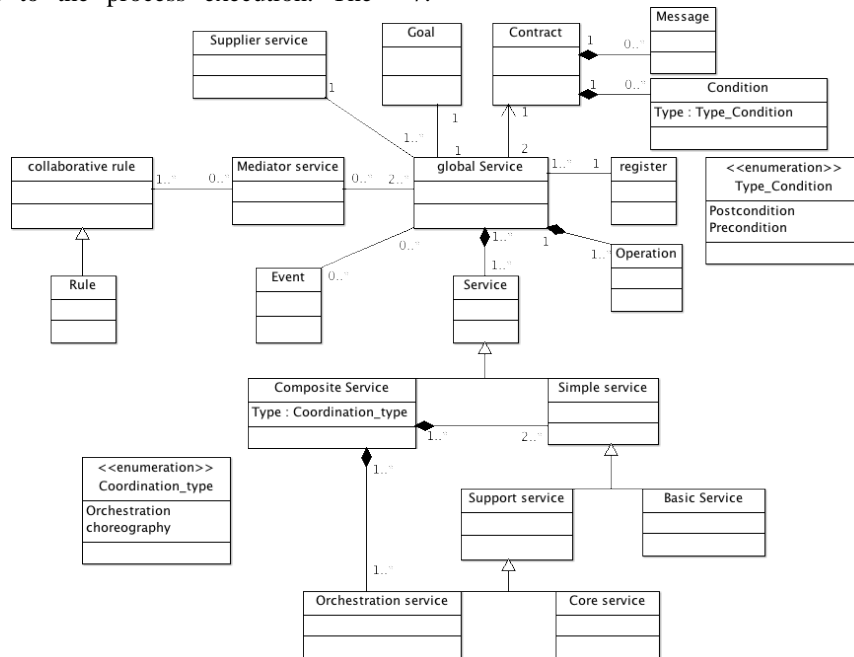 to the process execution. The
Message
Supplier service
Goal
Contract
1
0..*
Condition
1
0..*
Type : Type_Condition
1
1
1
1..*
1
2
collaborative rule
Mediator service
global Service
register
<<enumeration>>
Type_Condition
1..*
0..*
0..*
2..*
1..*
1
Postcondition
Precondition
0..*
1..*
1
Operation
1..*
Event
0..*
1..*
Rule
Service
Composite Service
Simple service
Type : Coordination_type
1..*
2..*
<<enumeration>>
Coordination_type
1..*
Orchestration
choreography
Support service
Basic Service
1..*
Orchestration service
Core service